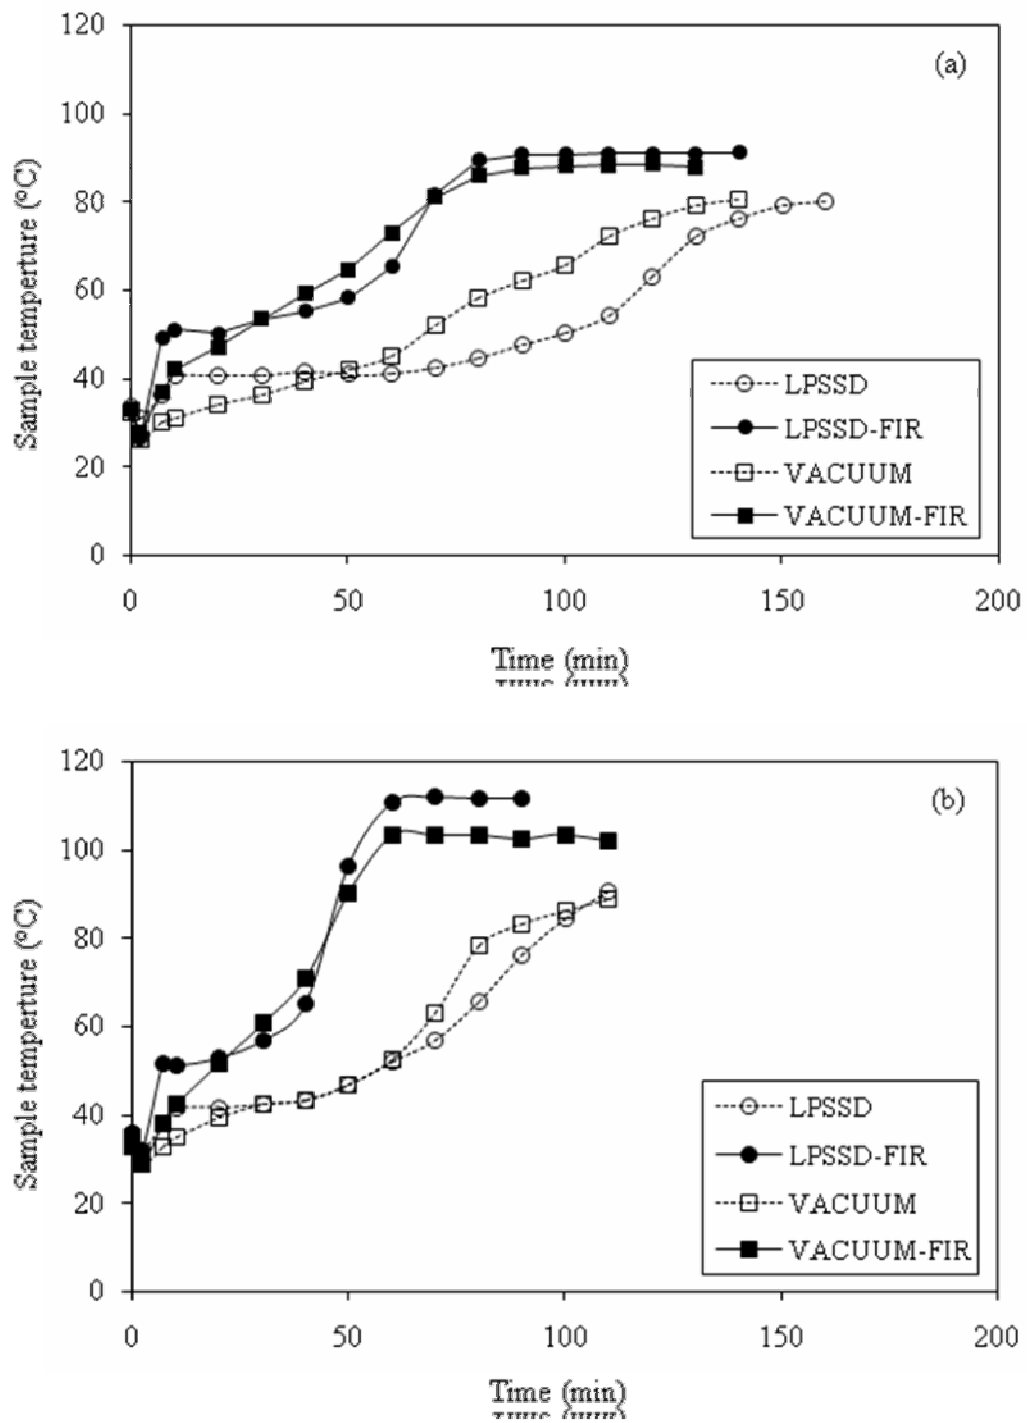 120
(a)
100
80
60
40
20
0
Sample temperture (°C)
LPSSD
LPSSD-FIR
VACUUM
VACUUM-FIR
0 50 100 150 200
Time (min)
120
(b)
100
80
60
40
20
0
Sample temperture (°C)
LPSSD
LPSSD-FIR
VACUUM
VACUUM-FIR
0 50 100 150 200
Time (min)